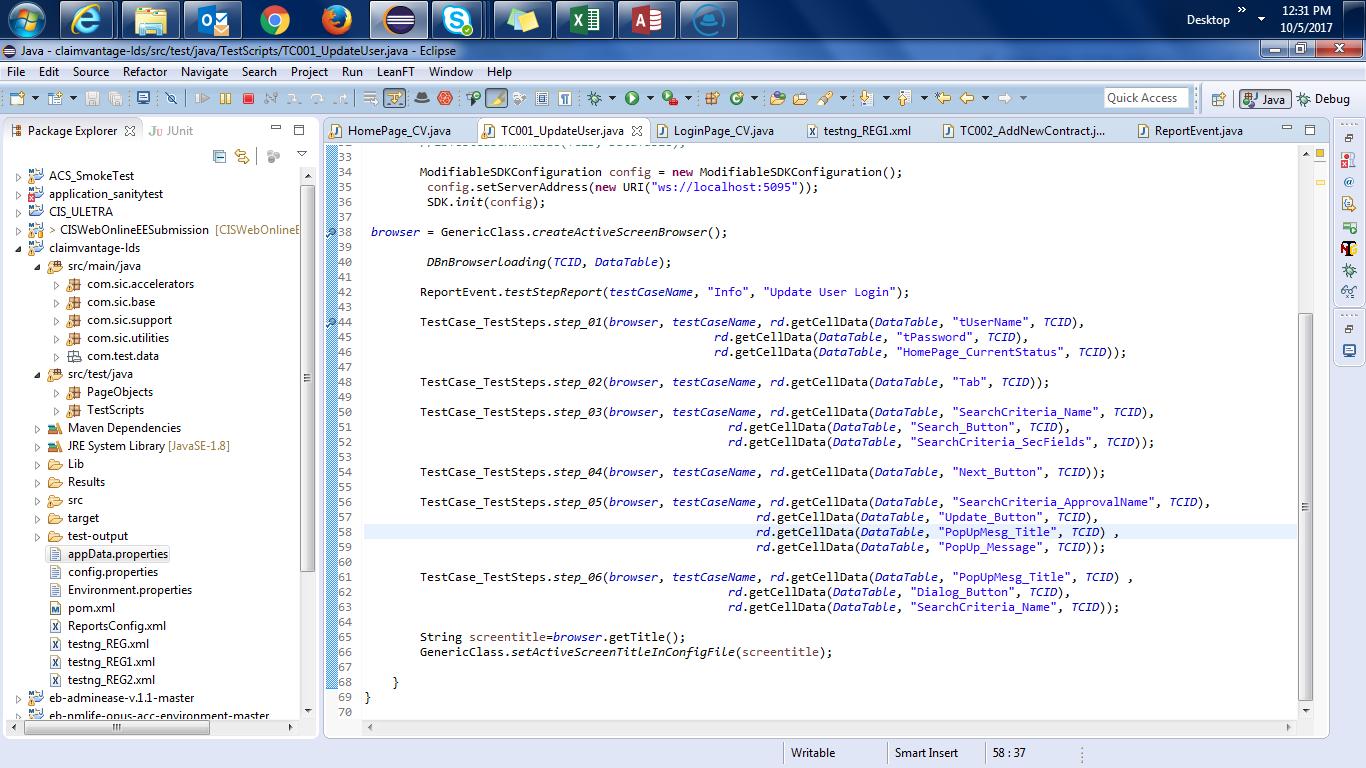 Desktop
»
12:31 PM
10/5/2017
Java - claimvantage-lds/src/test/java/TestScripts/TC001_UpdateUser.java - Eclipse
File Edit Source Refactor Navigate Search Project Run LeanFT Window Help
Quick Access
Java
Debug
Package Explorer
Ju JUnit
HomePage_CV.java
TC001_UpdateUser.java
LoginPage_CV.java
testng_REG1.xml
TC002_AddNewContract.j...
ReportEvent.java
ACS_SmokeTest
application_sanitytest
CIS_ULETRA
> CISWebOnlineEESubmission [CISWebOnlineE
claimvantage-lds
src/main/java
com.sic.accelerators
com.sic.base
com.sic.support
com.sic.utilities
com.test.data
src/test/java
PageObjects
TestScripts
Maven Dependencies
JRE System Library [JavaSE-1.8]
Lib
Results
src
target
test-output
appData.properties
config.properties
Environment.properties
pom.xml
ReportsConfig.xml
testng_REG.xml
testng_REG1.xml
testng_REG2.xml
eb-adminease-v.1.1-master
eb-nmlife-opus-acc-environment-master
33
34 ModifiableSDKConfiguration config = new ModifiableSDKConfiguration();
35 config.setServerAddress(new URI("ws://localhost:5095"));
36 SDK.init(config);
37
38 browser = GenericClass.createActiveScreenBrowser();
39
40 DBnBrowserloading(TCID, DataTable);
41
42 ReportEvent.testStepReport(testCaseName, "Info", "Update User Login");
43
44 TestCase_TestSteps.step_01(browser, testCaseName, rd.getCellData(DataTable, "tUserName", TCID),
45 rd.getCellData(DataTable, "tPassword", TCID),
46 rd.getCellData(DataTable, "HomePage_CurrentStatus", TCID));
47
48 TestCase_TestSteps.step_02(browser, testCaseName, rd.getCellData(DataTable, "Tab", TCID));
49
50 TestCase_TestSteps.step_03(browser, testCaseName, rd.getCellData(DataTable, "SearchCriteria_Name", TCID),
51 rd.getCellData(DataTable, "Search_Button", TCID),
52 rd.getCellData(DataTable, "SearchCriteria_SecFields", TCID));
53
54 TestCase_TestSteps.step_04(browser, testCaseName, rd.getCellData(DataTable, "Next_Button", TCID));
55
56 TestCase_TestSteps.step_05(browser, testCaseName, rd.getCellData(DataTable, "SearchCriteria_ApprovalName", TCID),
57 rd.getCellData(DataTable, "Update_Button", TCID),
58 rd.getCellData(DataTable, "PopUpMesg_Title", TCID) ,
59 rd.getCellData(DataTable, "PopUp_Message", TCID));
60
61 TestCase_TestSteps.step_06(browser, testCaseName, rd.getCellData(DataTable, "PopUpMesg_Title", TCID) ,
62 rd.getCellData(DataTable, "Dialog_Button", TCID),
63 rd.getCellData(DataTable, "SearchCriteria_Name", TCID));
64
65 String screentitle=browser.getTitle();
66 GenericClass.setActiveScreenTitleInConfigFile(screentitle);
67
68 }
69 }
70
Writable
Smart Insert
58 : 37